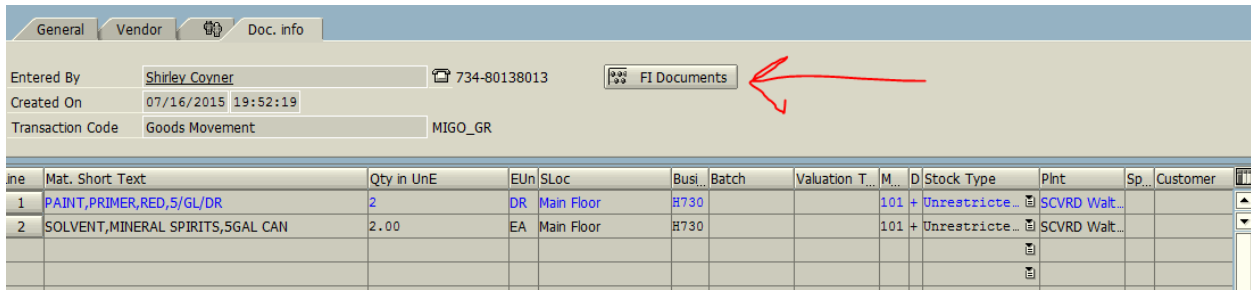 General Vendor Doc. info
Entered By Shirley Coyner 734-80138013 FI Documents
Created On 07/16/2015 19:52:19
Transaction Code Goods Movement MIGO_GR
Line Mat. Short Text Qty in UnE EUn SLoc Busi... Batch Valuation T... M... D Stock Type Plnt Sp... Customer
1 PAINT,PRIMER,RED,5/GL/DR 2 DR Main Floor H730 101 + Unrestricte... SCVRD Walt...
2 SOLVENT,MINERAL SPIRITS,5GAL CAN 2.00 EA Main Floor H730 101 + Unrestricte... SCVRD Walt...